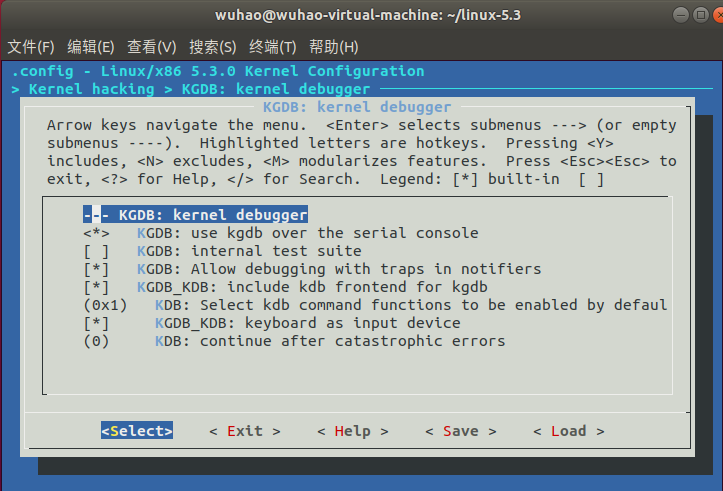 wuhao@wuhao-virtual-machine: ~/linux-5.3
文件(F) 编辑(E) 查看(V) 搜索(S) 终端(T) 帮助(H)
.config - Linux/x86 5.3.0 Kernel Configuration
> Kernel hacking > KGDB: kernel debugger
KGDB: kernel debugger
Arrow keys navigate the menu.  <Enter> selects submenus ---> (or empty
submenus ----).  Highlighted letters are hotkeys.  Pressing <Y>
includes, <N> excludes, <M> modularizes features.  Press <Esc><Esc> to
exit, <?> for Help, </> for Search.  Legend: [*] built-in  [ ]
--- KGDB: kernel debugger
<*>   KGDB: use kgdb over the serial console
[ ]   KGDB: internal test suite
[*]   KGDB: Allow debugging with traps in notifiers
[*]   KGDB_KDB: include kdb frontend for kgdb
(0x1)   KDB: Select kdb command functions to be enabled by defaul
[*]     KGDB_KDB: keyboard as input device
(0)     KDB: continue after catastrophic errors
<Select>    < Exit >    < Help >    < Save >    < Load >